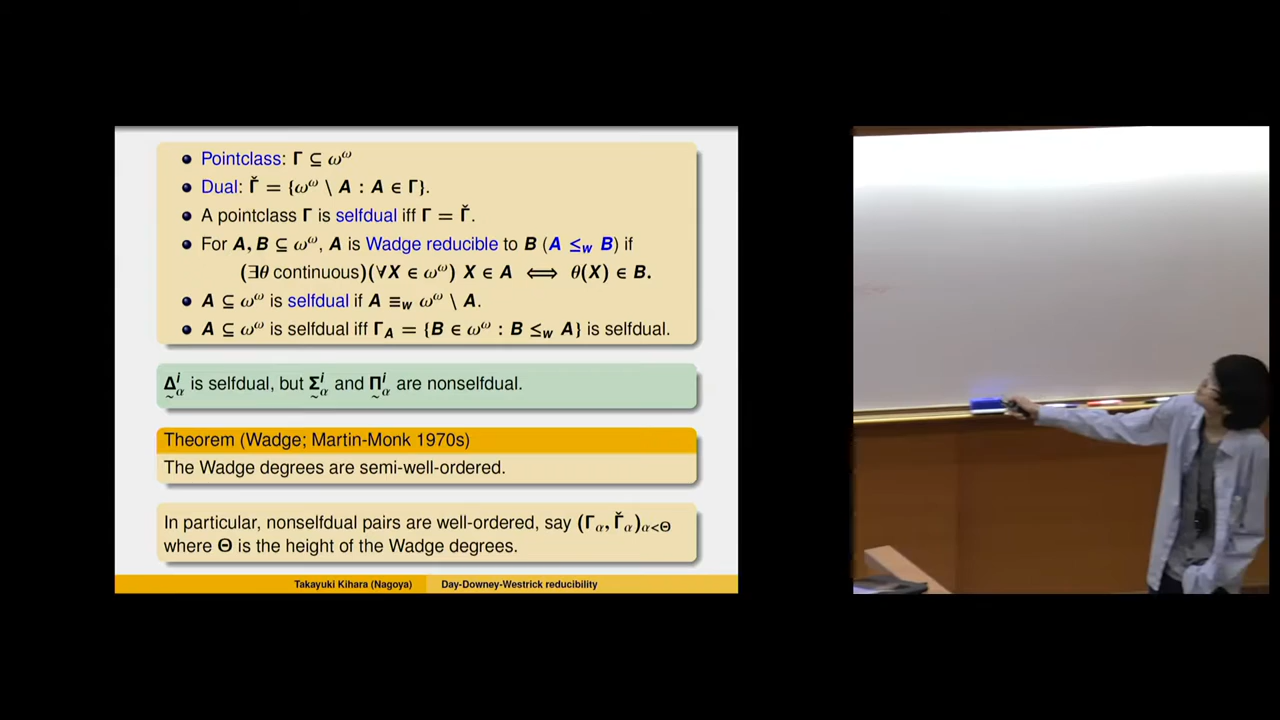 Pointclass: Γ ⊆ ω^ω
Dual: Γ̌ = {ω^ω \ A : A ∈ Γ}.
A pointclass Γ is selfdual iff Γ = Γ̌.
For A, B ⊆ ω^ω, A is Wadge reducible to B (A ≤_w B) if
(∃θ continuous)(∀X ∈ ω^ω) X ∈ A ⟺ θ(X) ∈ B.
A ⊆ ω^ω is selfdual if A ≡_w ω^ω \ A.
A ⊆ ω^ω is selfdual iff Γ_A = {B ∈ ω^ω : B ≤_w A} is selfdual.
Δ̰^i_α is selfdual, but Σ̰^i_α and Π̰^i_α are nonselfdual.
Theorem (Wadge; Martin-Monk 1970s)
The Wadge degrees are semi-well-ordered.
In particular, nonselfdual pairs are well-ordered, say (Γ_α, Γ̌_α)_{α<Θ}
where Θ is the height of the Wadge degrees.
Takayuki Kihara (Nagoya) Day-Downey-Westrick reducibility